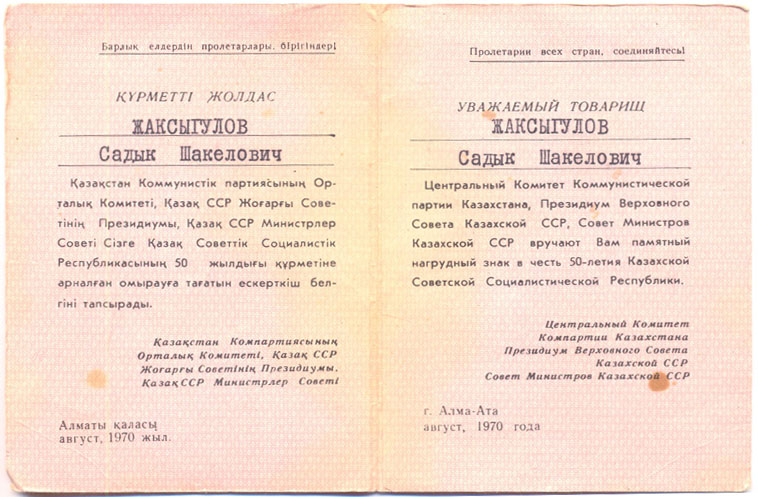 Барлық елдердің пролетарлары, бірігіңдер!
ҚҰРМЕТТІ ЖОЛДАС
ЖАКСЫГУЛОВ
Садык Шакелович
Қазақстан Коммунистік партиясының Ор-
талық Комитеті, Қазақ ССР Жоғарғы Сове-
тінің Президиумы, Қазақ ССР Министрлер
Советі Сізге Қазақ Советтік Социалистік
Республикасының 50 жылдығы құрметіне
арналған омырауға тағатын ескерткіш бел-
гіні тапсырады.
Қазақстан Компартиясының
Орталық Комитеті, Қазақ ССР
Жоғарғы Советінің Президиумы,
Қазақ ССР Министрлер Советі
Алматы қаласы
август, 1970 жыл.
Пролетарии всех стран, соединяйтесь!
УВАЖАЕМЫЙ ТОВАРИЩ
ЖАКСЫГУЛОВ
Садык Шакелович
Центральный Комитет Коммунистической
партии Казахстана, Президиум Верховного
Совета Казахской ССР, Совет Министров
Казахской ССР вручают Вам памятный
нагрудный знак в честь 50-летия Казахской
Советской Социалистической Республики.
Центральный Комитет
Компартии Казахстана
Президиум Верховного Совета
Казахской ССР
Совет Министров Казахской ССР
г. Алма-Ата
август, 1970 года